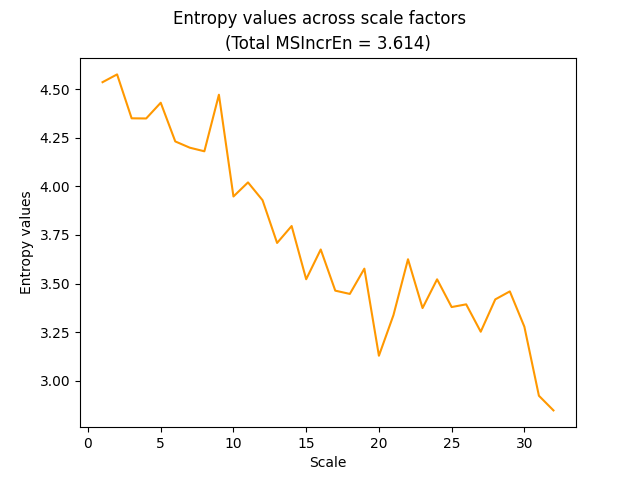 Entropy values across scale factors
(Total MSIncrEn = 3.614)
4.50
4.25
4.00
3.75
3.50
3.25
3.00
Entropy values
0 5 10 15 20 25 30
Scale